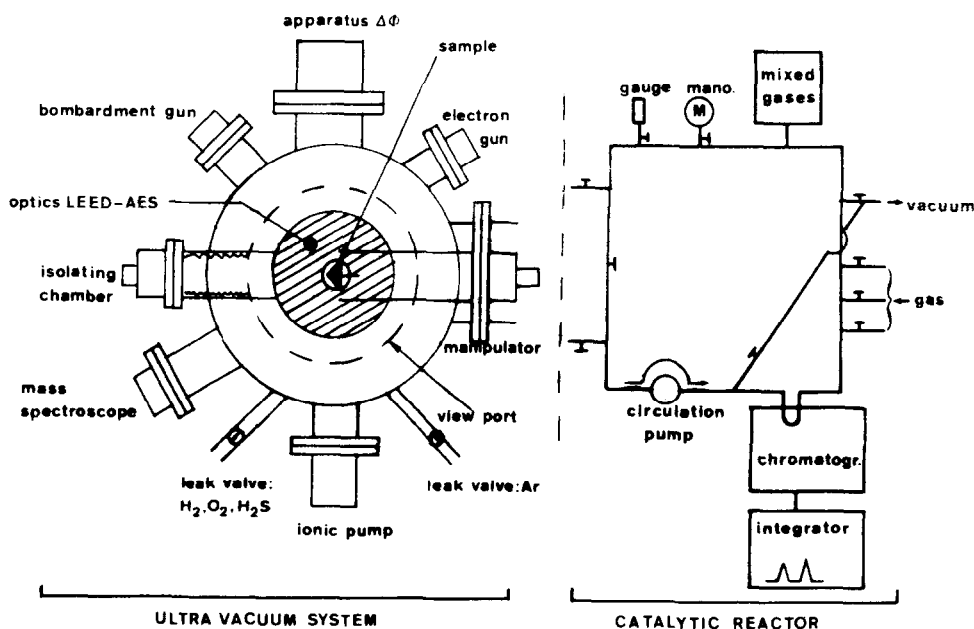 apparatus ΔΦ
sample
bombardment gun
electron
gun
optics LEED-AES
isolating
chamber
manipulator
mass
spectroscope
view port
leak valve:
H₂,O₂,H₂S
leak valve:Ar
ionic pump
ULTRA VACUUM SYSTEM
gauge
mano.
M
mixed
gases
vacuum
gas
circulation
pump
chromatogr.
integrator
CATALYTIC REACTOR